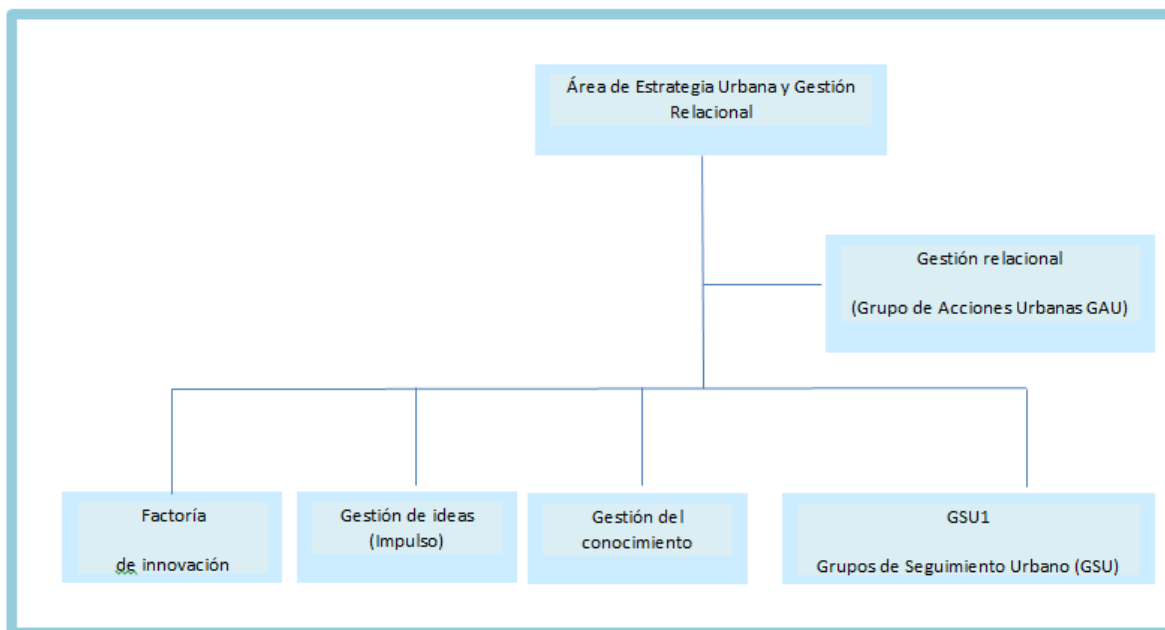 Área de Estrategia Urbana y Gestión
Relacional
Gestión relacional
(Grupo de Acciones Urbanas GAU)
Factoría
de innovación
Gestión de ideas
(Impulso)
Gestión del
conocimiento
GSU1
Grupos de Seguimiento Urbano (GSU)